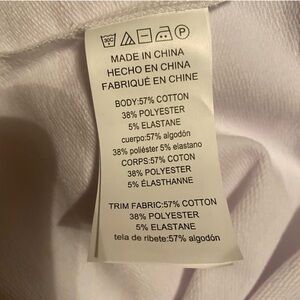 30C
P
MADE IN CHINA
HECHO EN CHINA
FABRIQUÉ EN CHINE
BODY:57% COTTON
38% POLYESTER
5% ELASTANE
cuerpo:57% algodón
38% poliéster 5% elastano
CORPS:57% COTON
38% POLYESTER
5% ÉLASTHANNE
TRIM FABRIC:57% COTTON
38% POLYESTER
5% ELASTANE
tela de ribete:57% algodón